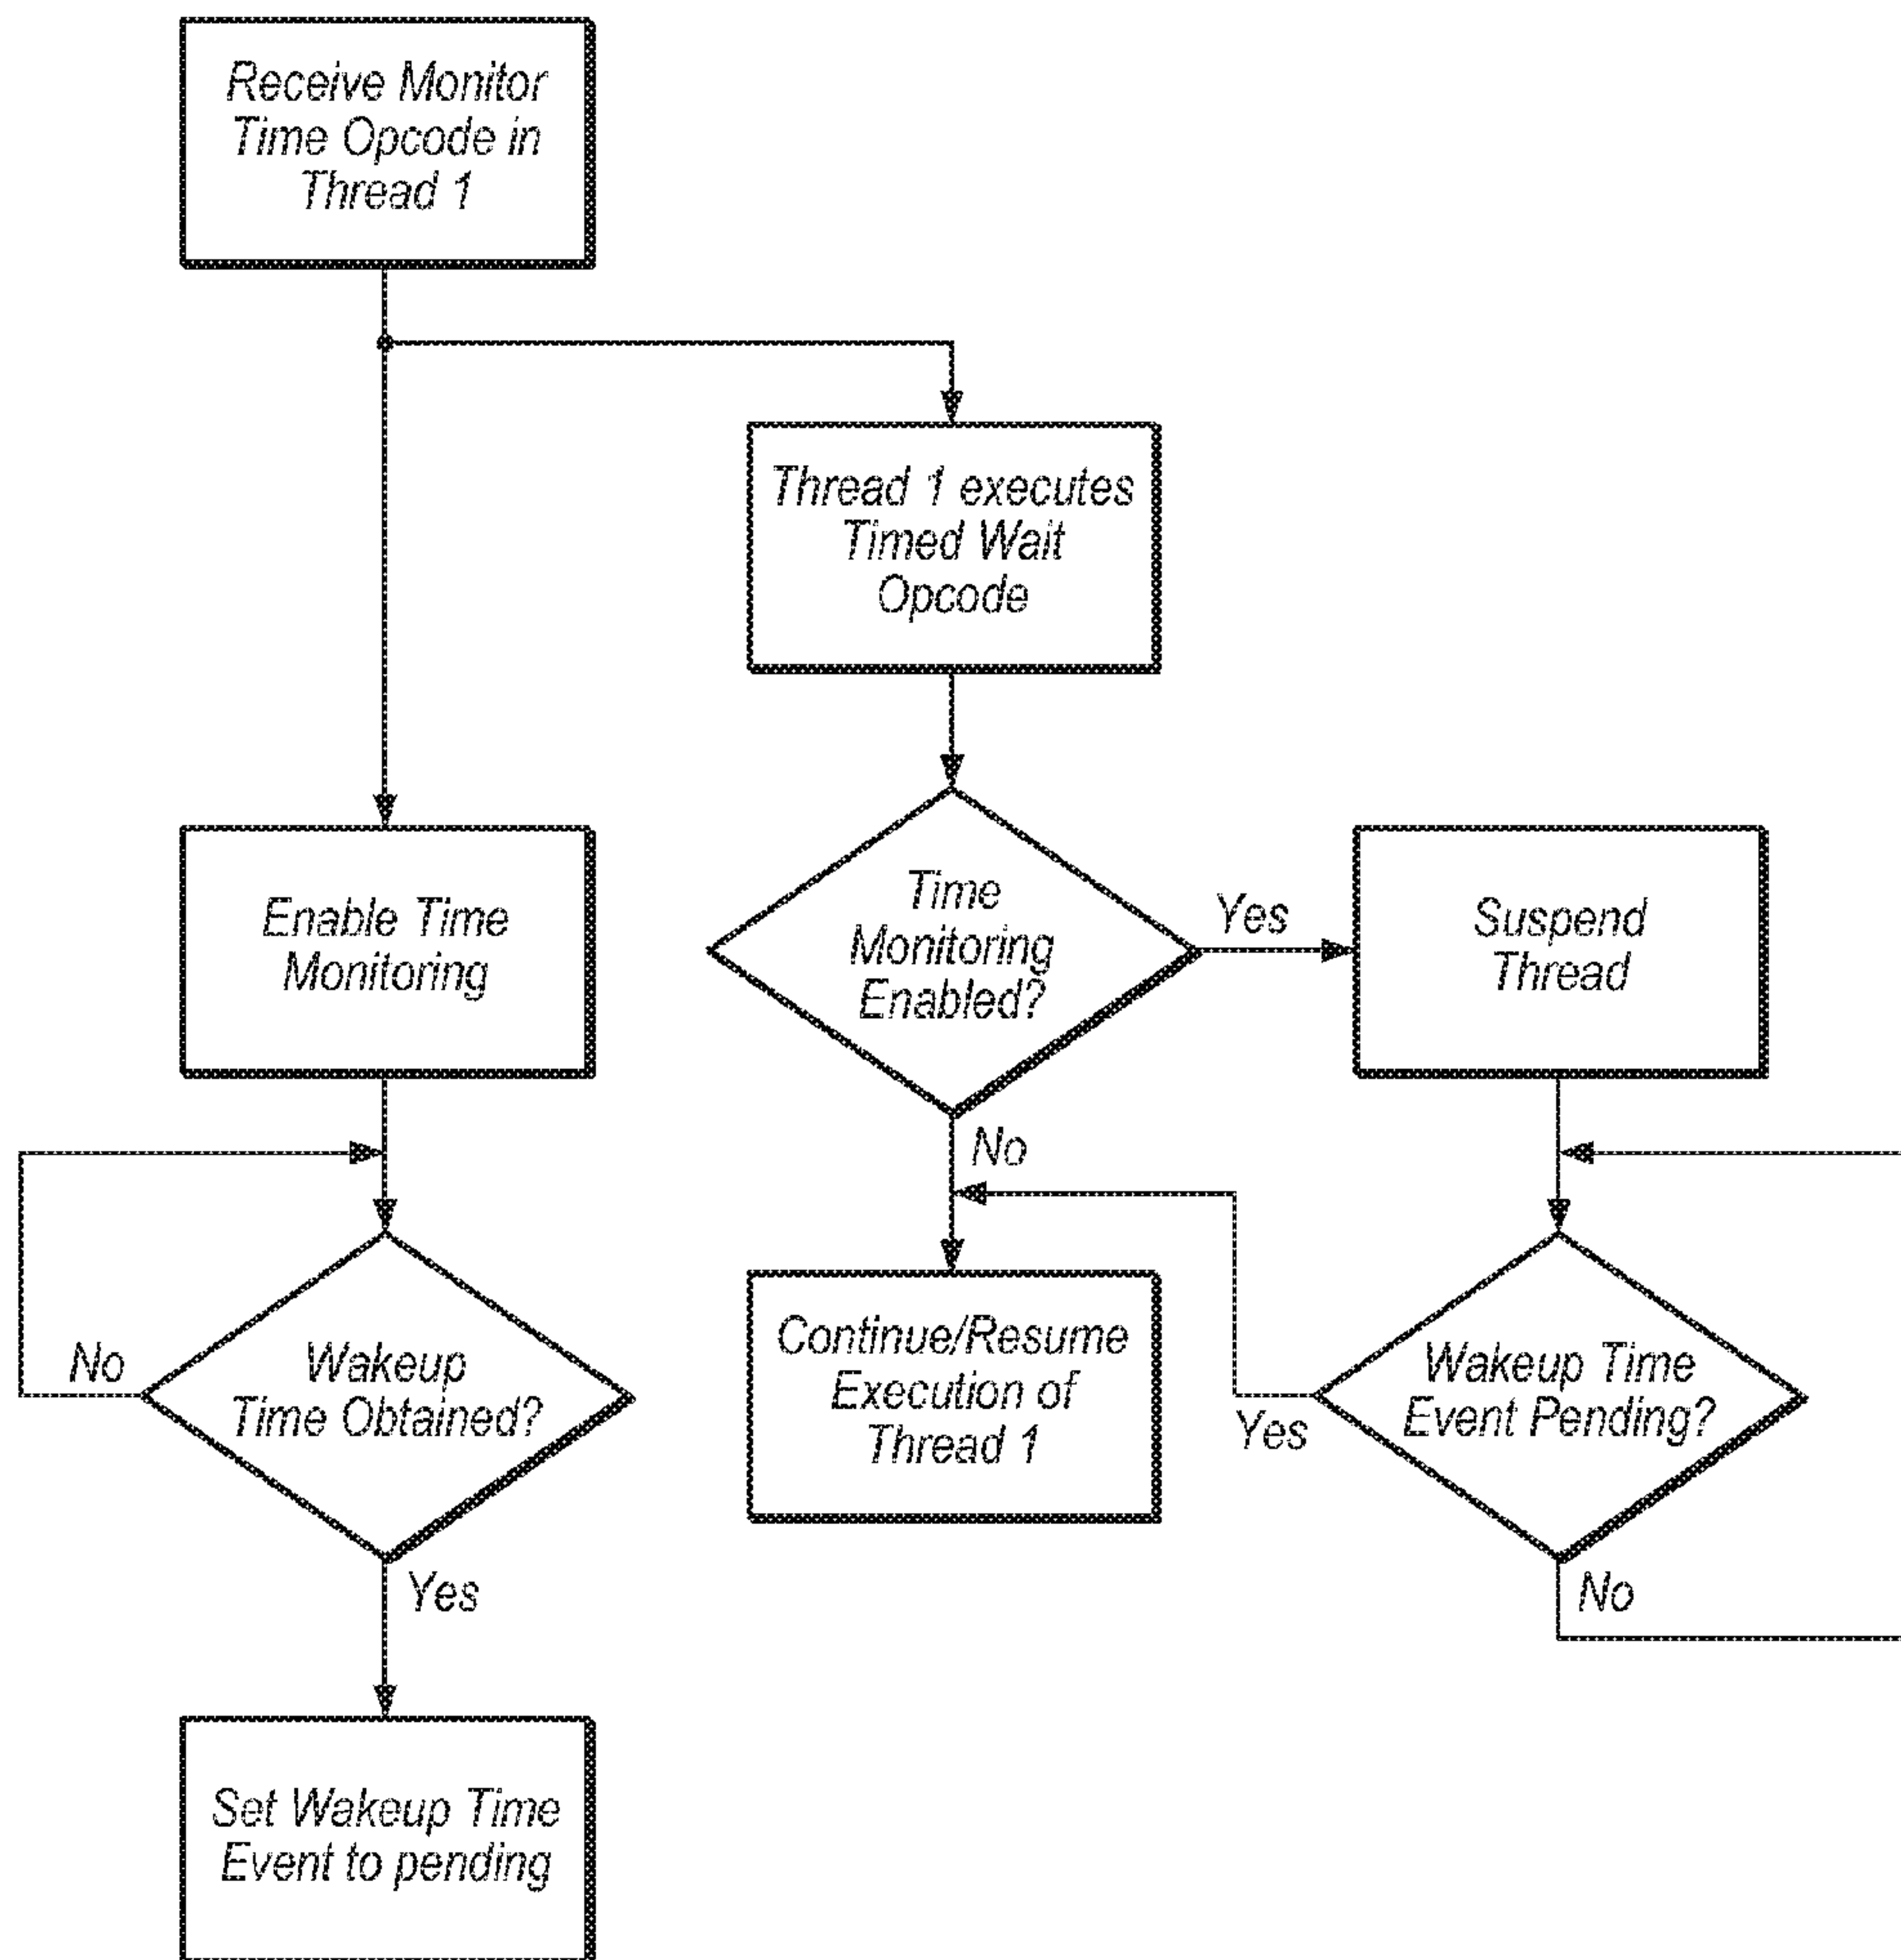 Receive Monitor
Time Opcode in
Thread 1
Thread 1 executes
Timed Wait
Opcode
Enable Time
Monitoring
Time
Monitoring
Enabled?
Yes
Suspend
Thread
No
No
Wakeup
Time Obtained?
Continue/Resume
Execution of
Thread 1
Yes
Wakeup Time
Event Pending?
Yes
No
Set Wakeup Time
Event to pending